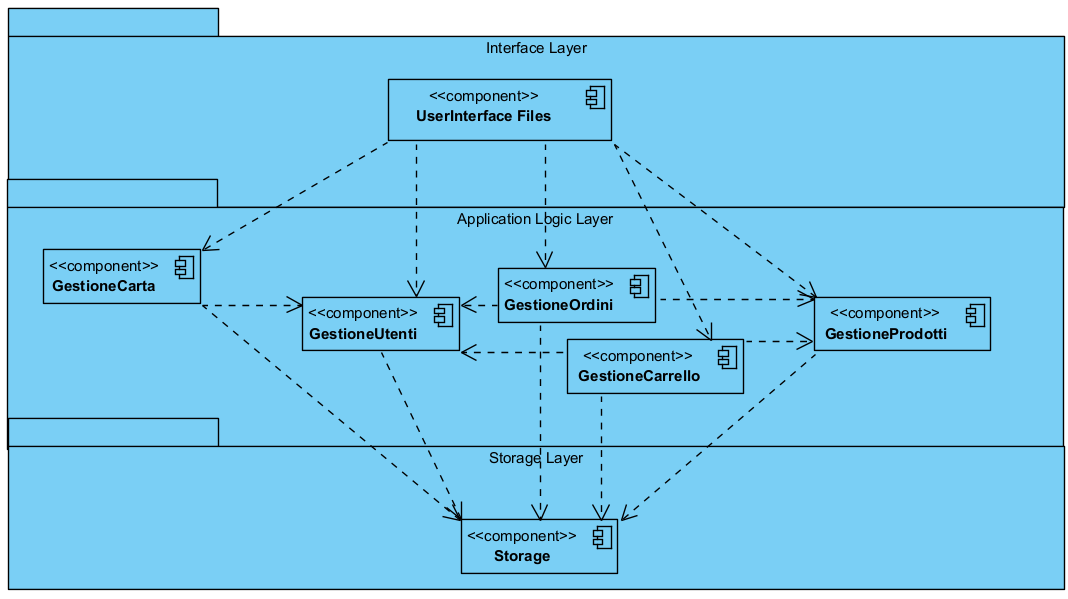 Interface Layer
<<component>>
UserInterface Files
Application Logic Layer
<<component>>
GestioneCarta
<<component>>
GestioneUtenti
<<component>>
GestioneOrdini
<<component>>
GestioneCarrello
<<component>>
GestioneProdotti
Storage Layer
<<component>>
Storage